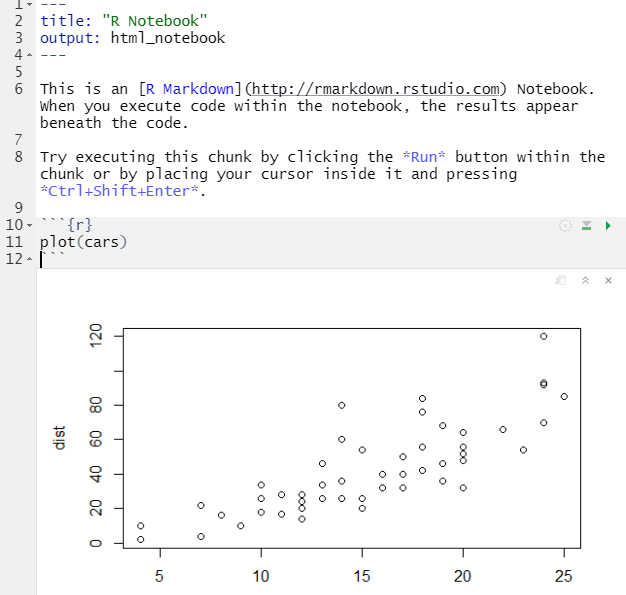 1 ---
2 title: "R Notebook"
3 output: html_notebook
4 ---
5
6 This is an [R Markdown](http://rmarkdown.rstudio.com) Notebook.
When you execute code within the notebook, the results appear
beneath the code.
7
8 Try executing this chunk by clicking the *Run* button within the
chunk or by placing your cursor inside it and pressing
*Ctrl+Shift+Enter*.
9
10 ```{r}
11 plot(cars)
12 ```
120
80
60
dist
40
20
0
5 10 15 20 25